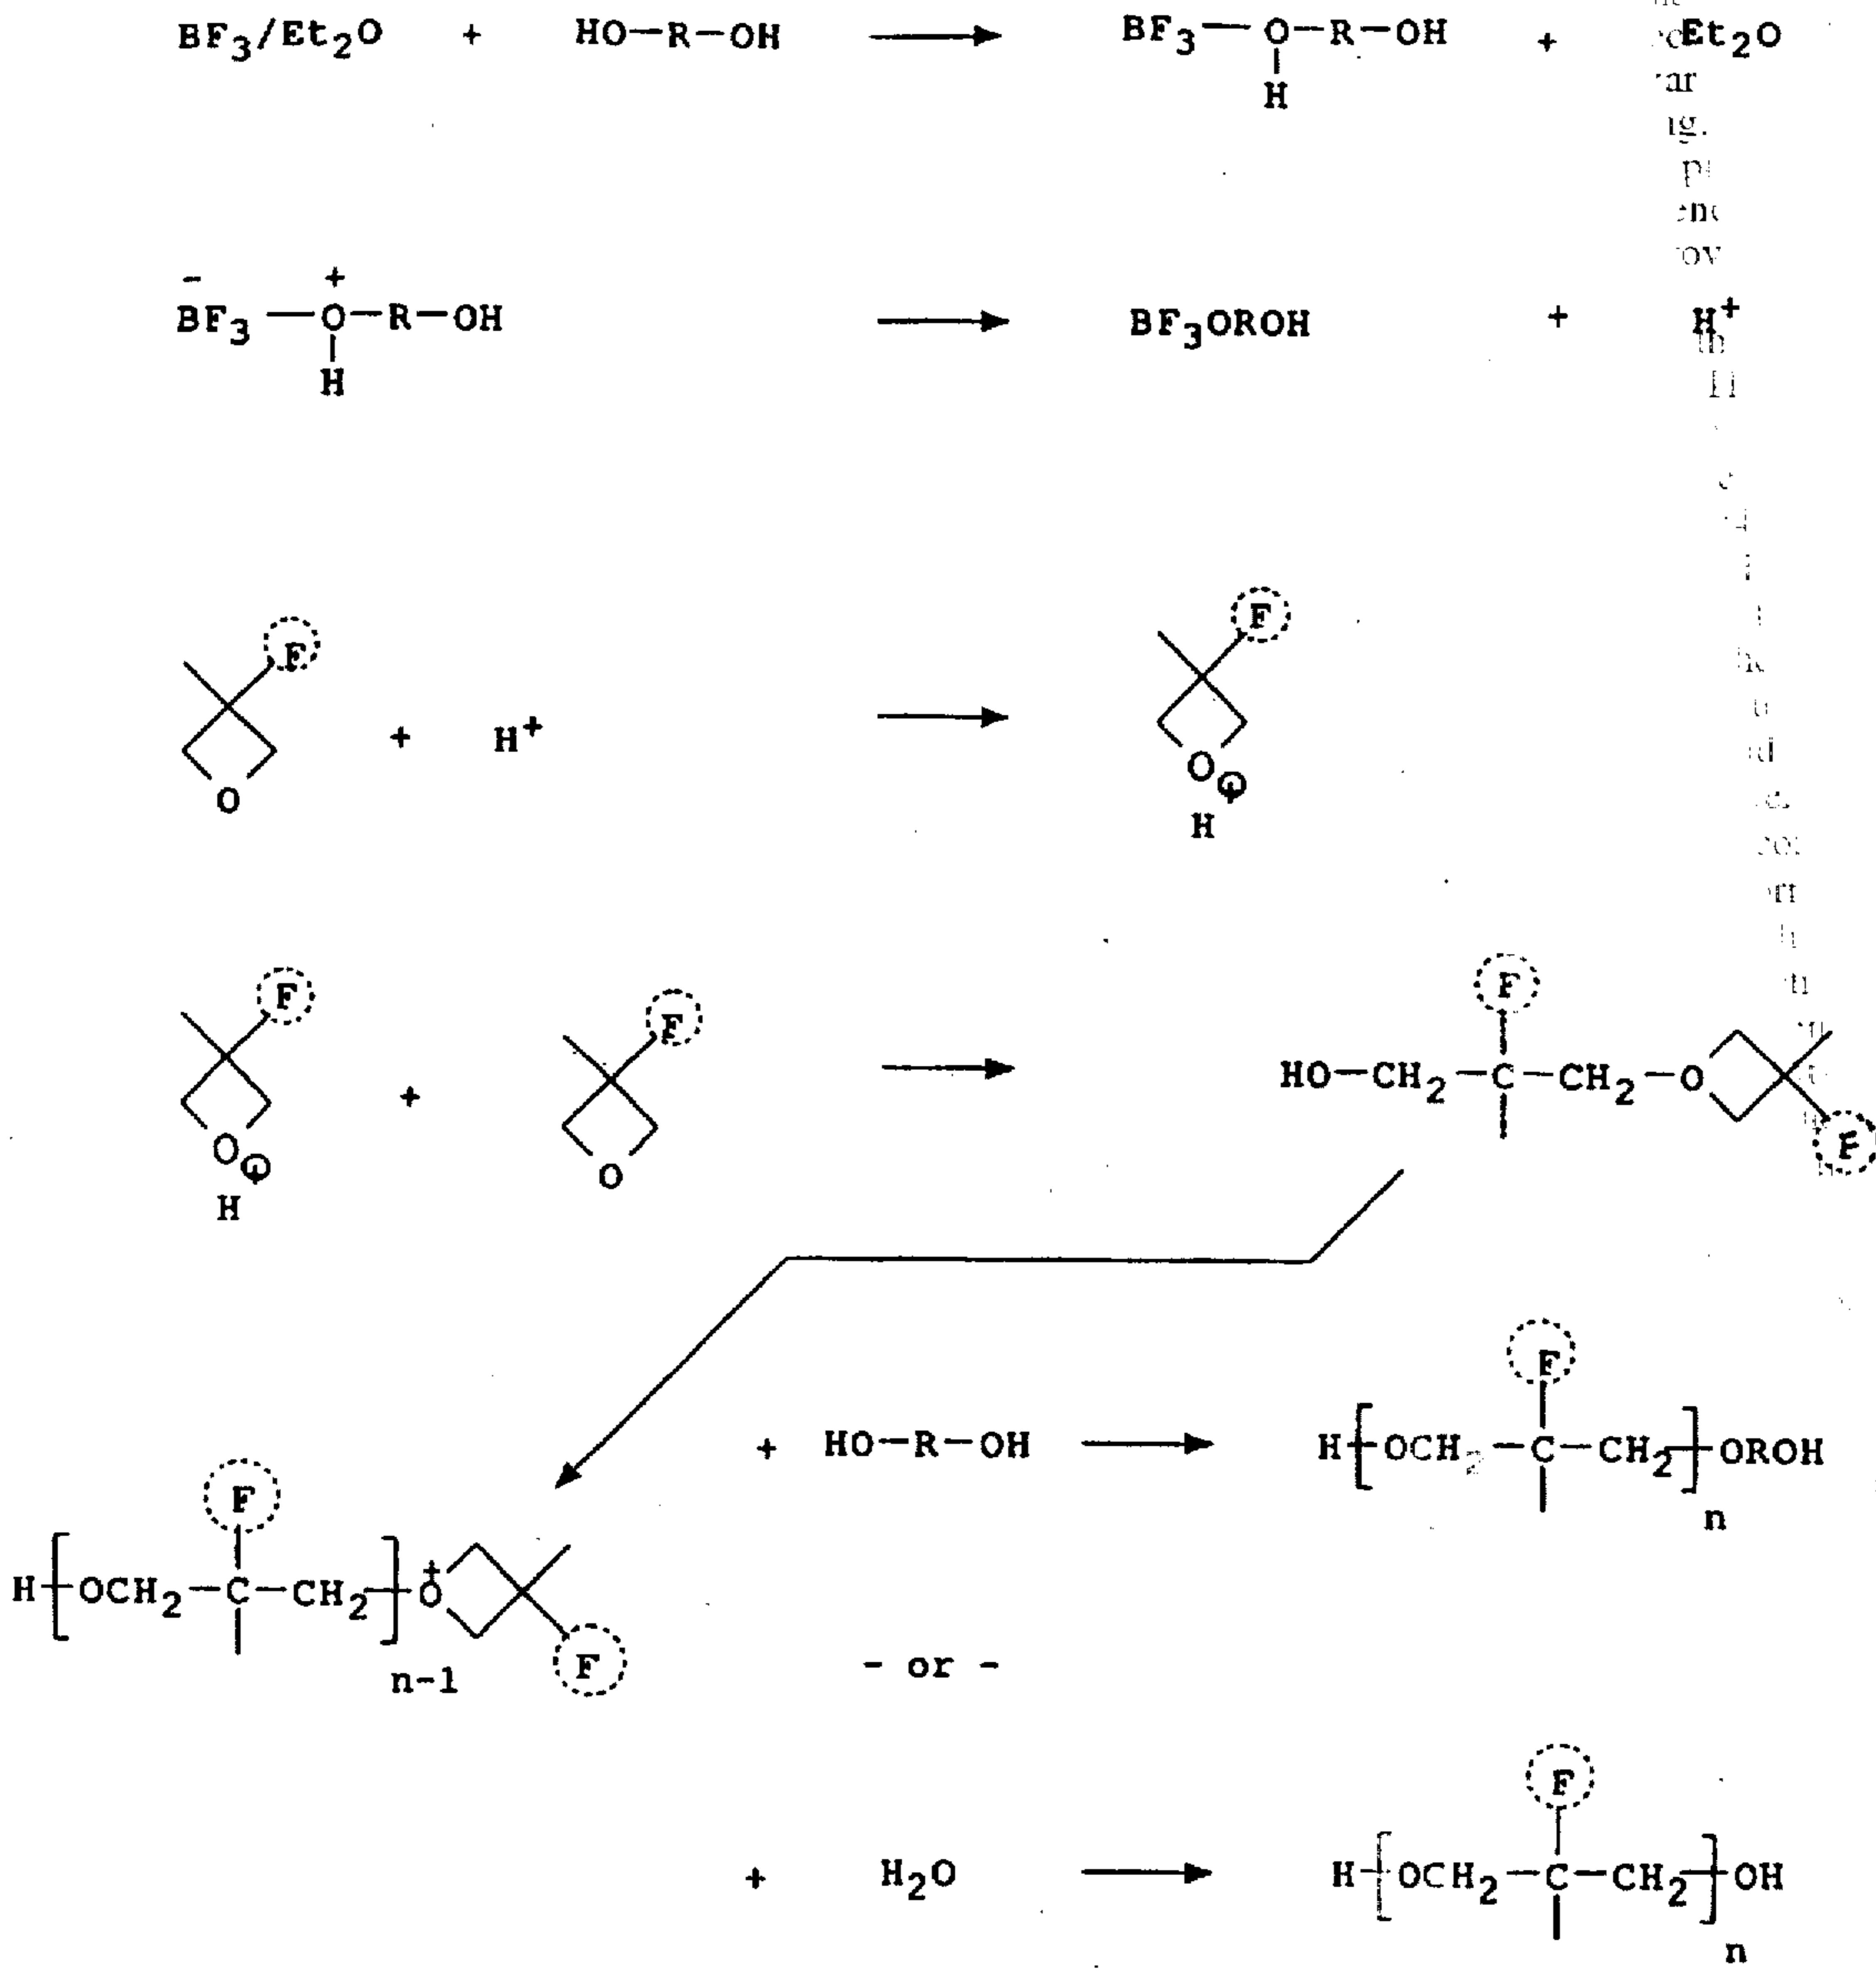 BF₃/Et₂O + HO—R—OH ⟶ BF₃—O—R—OH + Et₂O
H
- +
BF₃—O—R—OH ⟶ BF₃OROH + H⁺
H
F F
+ H⁺ ⟶
O O⊕
H
F F F
+ ⟶ HO—CH₂—C—CH₂—O
O⊕ O F
H
F
+ HO—R—OH ⟶ H[OCH₂—C—CH₂]OROH
n
F
H[OCH₂—C—CH₂]O⁺
n-1 F
- or -
F
+ H₂O ⟶ H[OCH₂—C—CH₂]OH
n